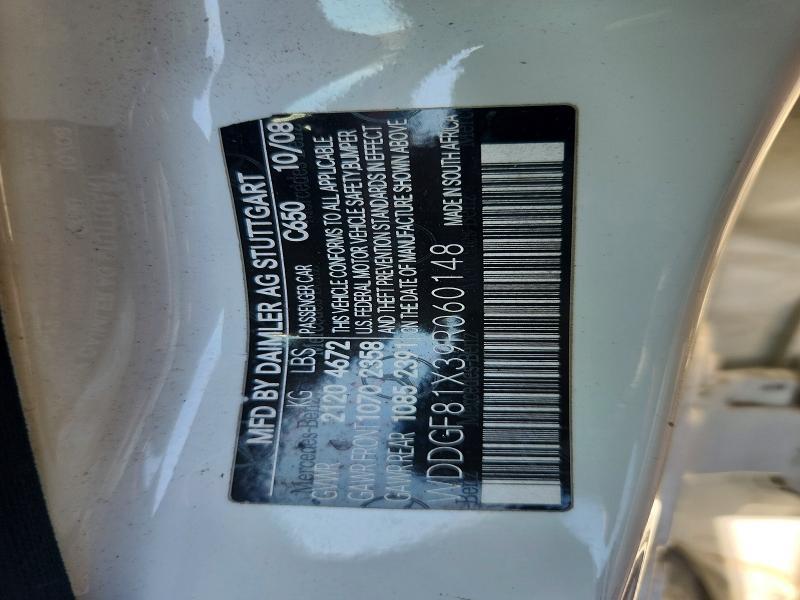 MFD BY DAIMLER AG STUTTGART
C650 10/08
KG LBS PASSENGER CAR
GVWR 2120 4672 THIS VEHICLE CONFORMS TO ALL APPLICABLE
U.S. FEDERAL MOTOR VEHICLE SAFETY BUMPER
GAWR FRONT 1070 2358 AND THEFT PREVENTION STANDARDS IN EFFECT
GAWR REAR 1085 2391 ON THE DATE OF MANUFACTURE SHOWN ABOVE
WDDGF81X39R060148 MADE IN SOUTH AFRICA